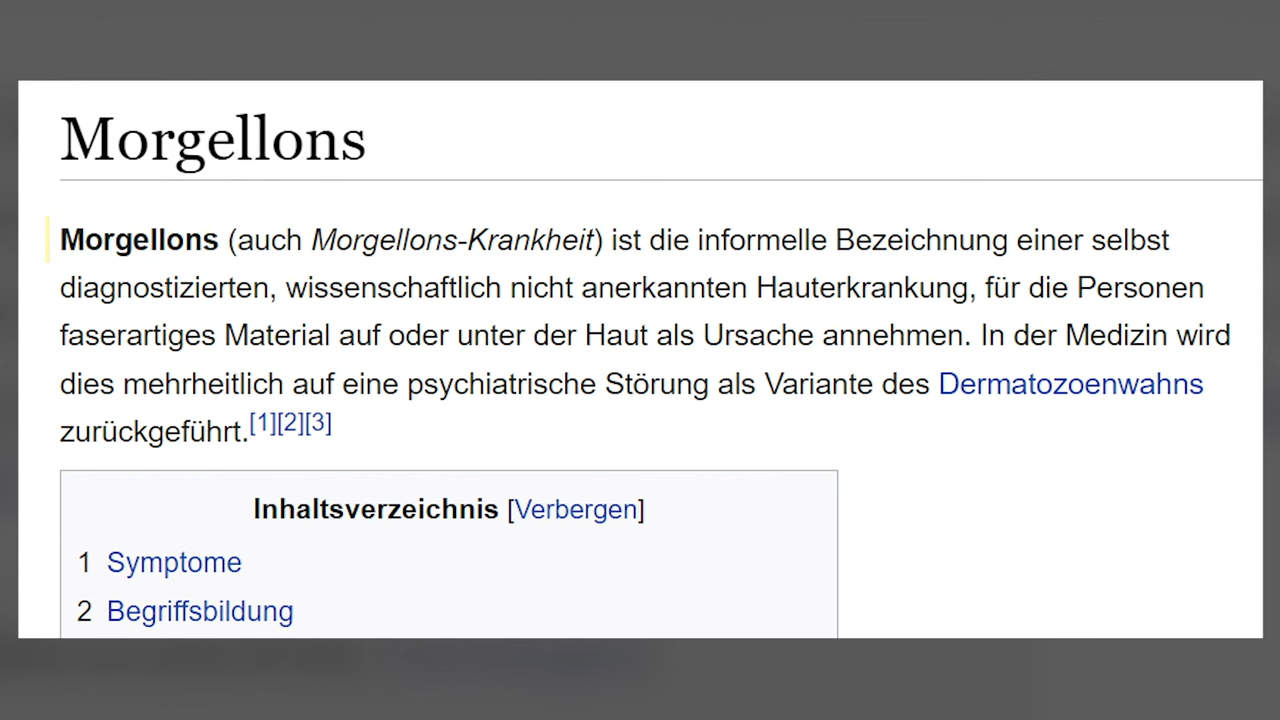 Morgellons
Morgellons (auch Morgellons-Krankheit) ist die informelle Bezeichnung einer selbst
diagnostizierten, wissenschaftlich nicht anerkannten Hauterkrankung, für die Personen
faserartiges Material auf oder unter der Haut als Ursache annehmen. In der Medizin wird
dies mehrheitlich auf eine psychiatrische Störung als Variante des Dermatozoenwahns
zurückgeführt.[1][2][3]
Inhaltsverzeichnis [Verbergen]
1 Symptome
2 Begriffsbildung